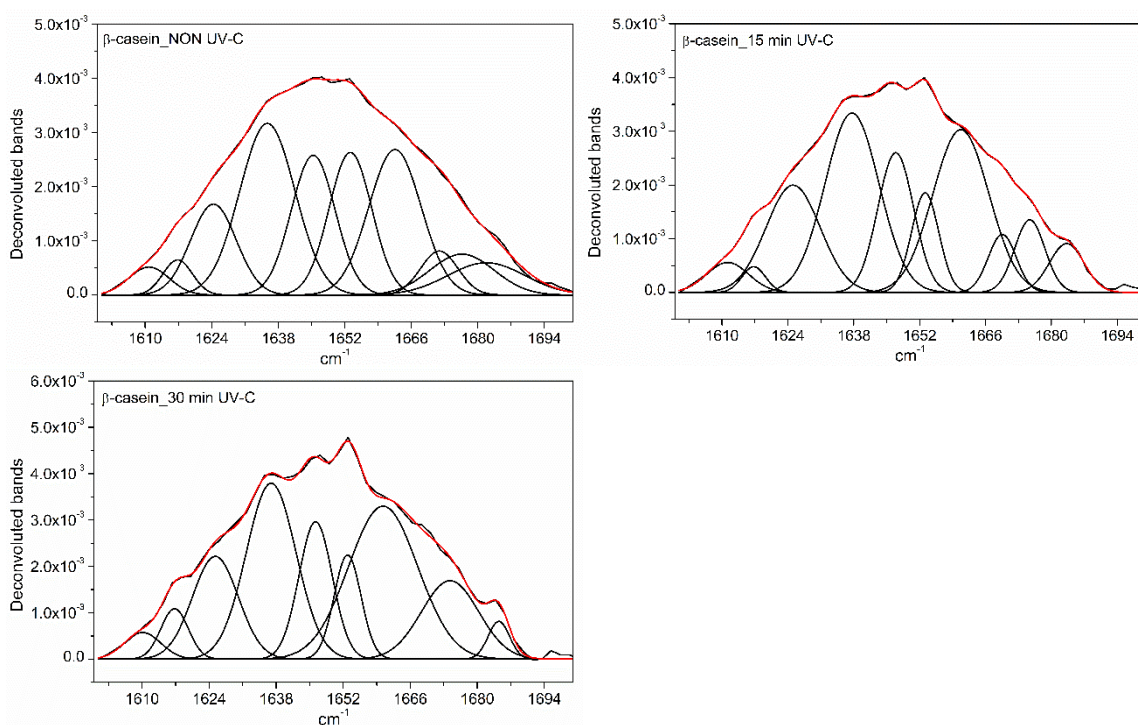 β-casein_NON UV-C
Deconvoluted bands
5.0x10⁻³
4.0x10⁻³
3.0x10⁻³
2.0x10⁻³
1.0x10⁻³
0.0
1610 1624 1638 1652 1666 1680 1694
cm⁻¹
β-casein_15 min UV-C
Deconvoluted bands
5.0x10⁻³
4.0x10⁻³
3.0x10⁻³
2.0x10⁻³
1.0x10⁻³
0.0
1610 1624 1638 1652 1666 1680 1694
cm⁻¹
β-casein_30 min UV-C
Deconvoluted bands
6.0x10⁻³
5.0x10⁻³
4.0x10⁻³
3.0x10⁻³
2.0x10⁻³
1.0x10⁻³
0.0
1610 1624 1638 1652 1666 1680 1694
cm⁻¹